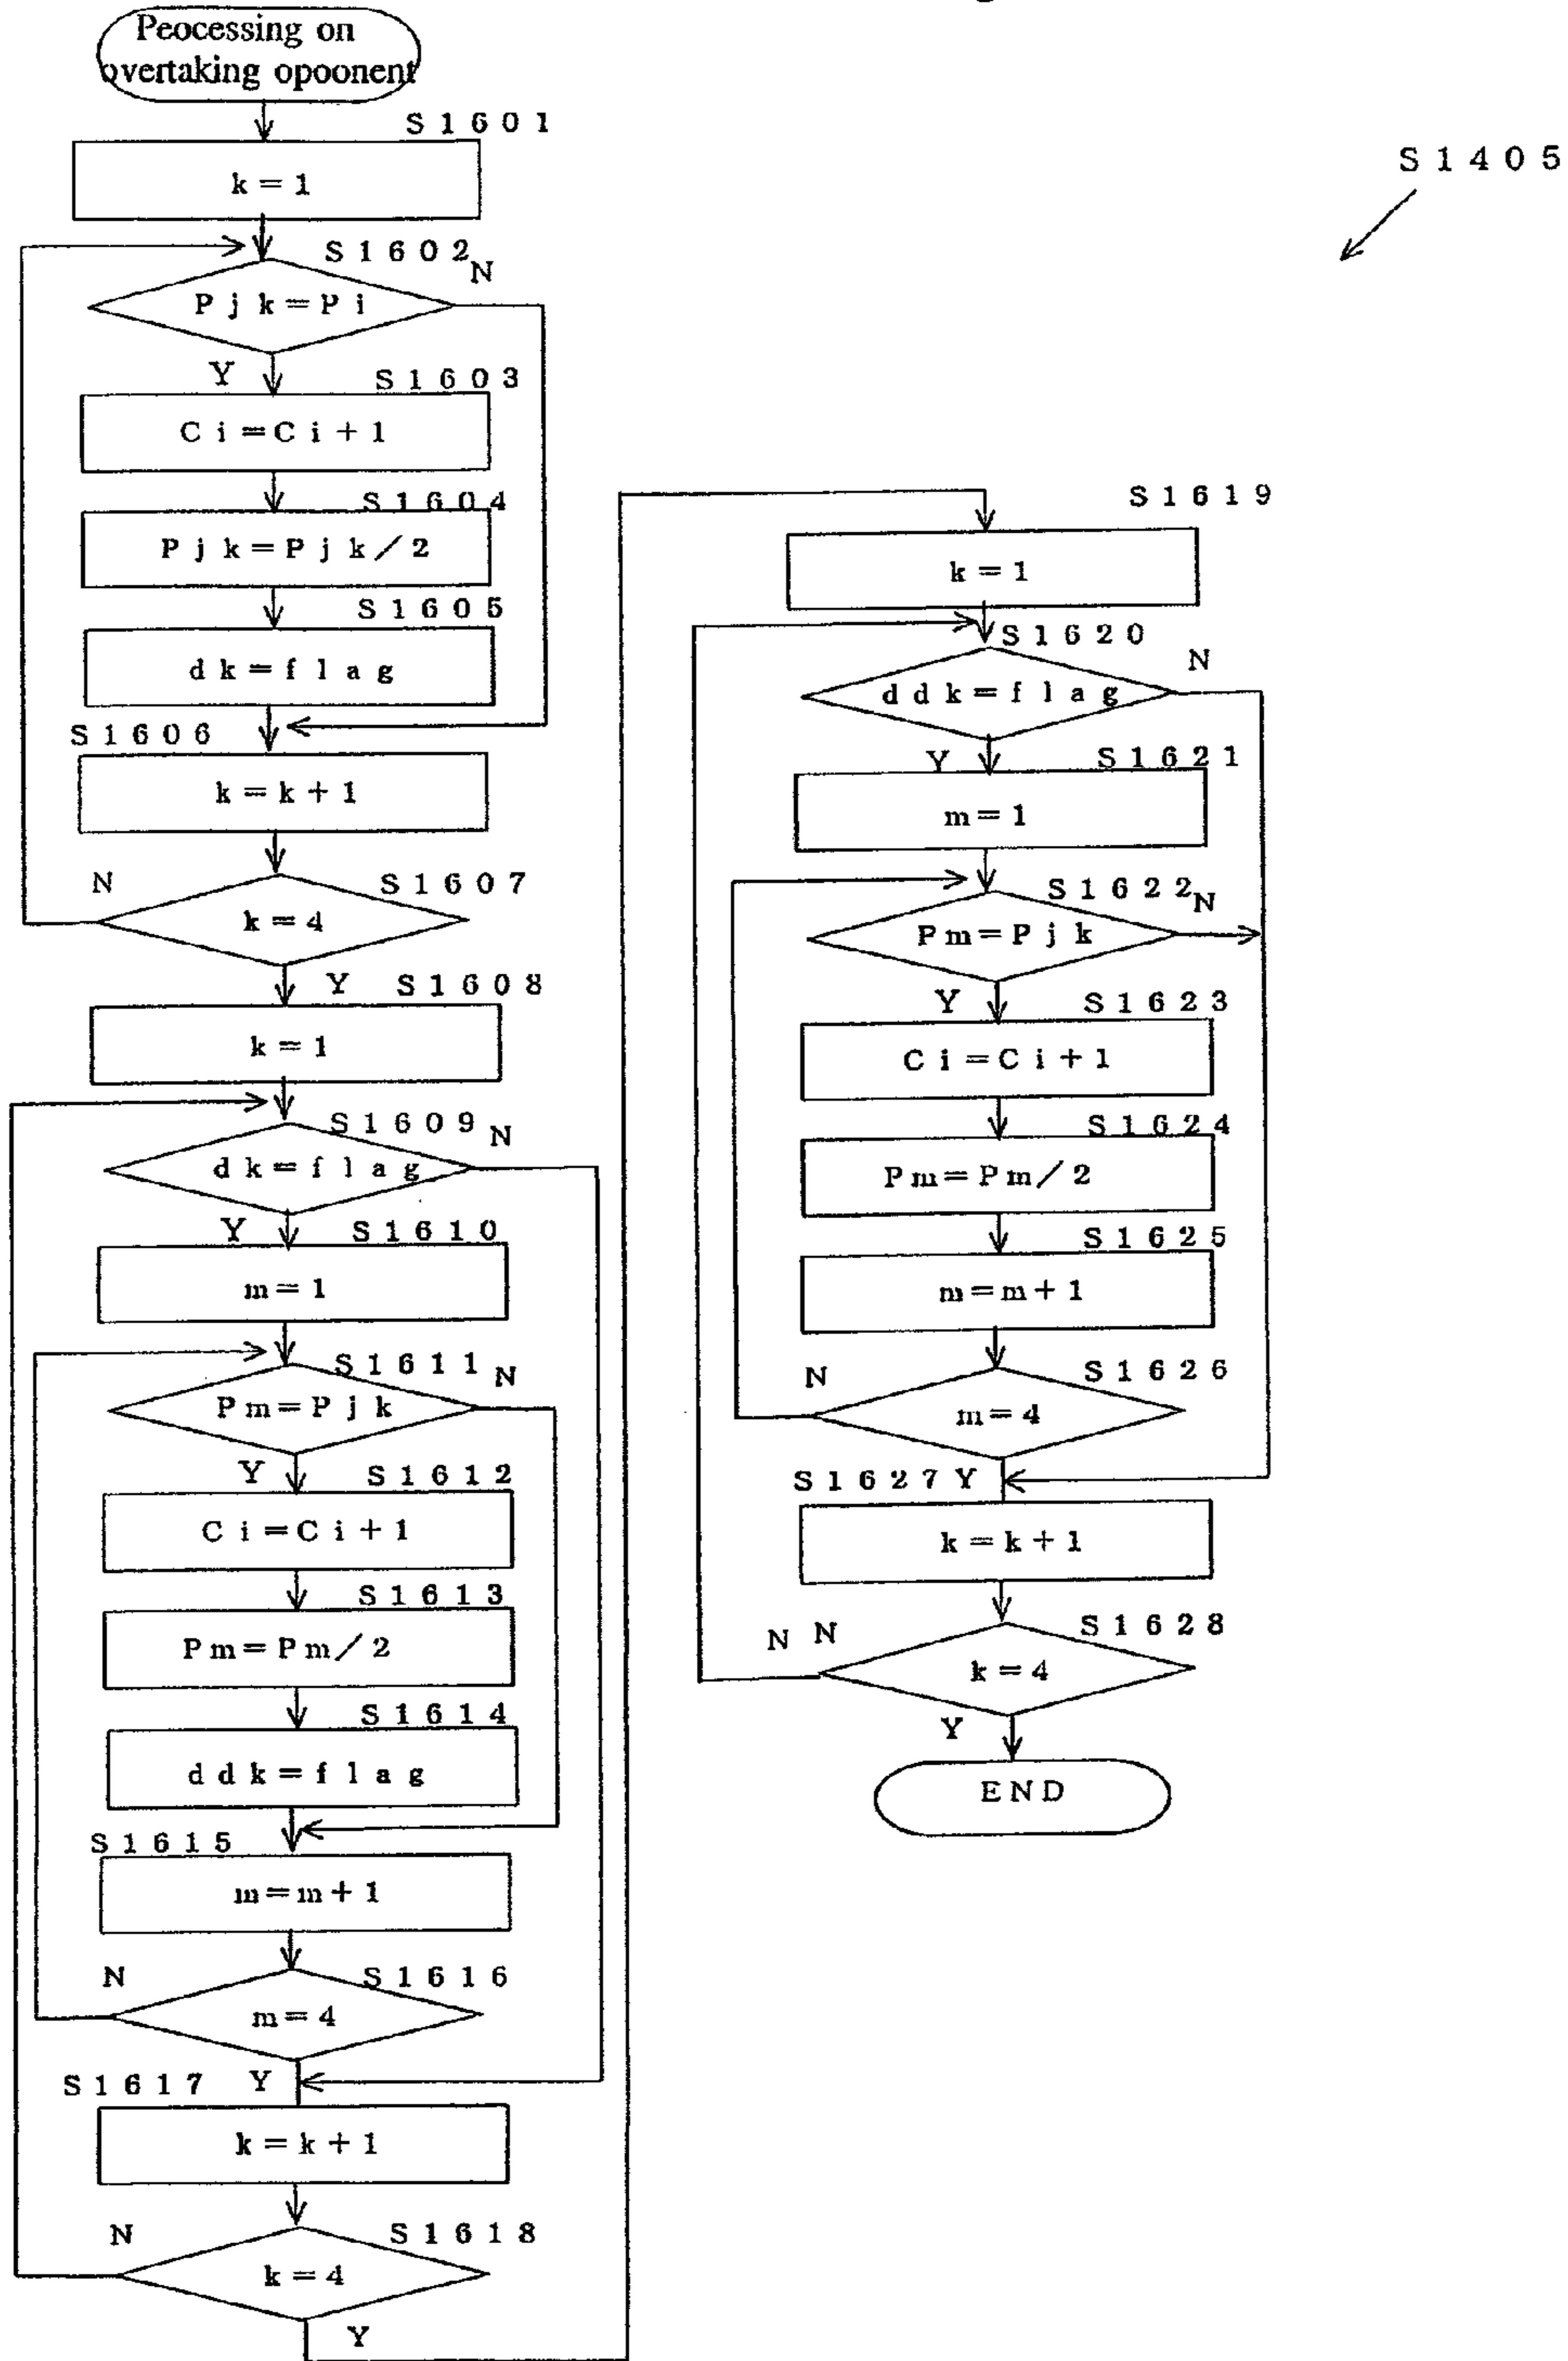 Peocessing on
overtaking opoonent
S1601
k=1
S1405
S1602
N
Pjk=Pi
Y
S1603
Ci=Ci+1
S1604
Pjk=Pjk/2
S1605
dk=flag
S1606
k=k+1
N
S1607
k=4
Y
S1608
k=1
S1609
N
dk=flag
Y
S1610
m=1
S1611
N
Pm=Pjk
Y
S1612
Ci=Ci+1
S1613
Pm=Pm/2
S1614
ddk=flag
S1615
m=m+1
N
S1616
m=4
S1617
Y
k=k+1
N
S1618
k=4
Y
S1619
k=1
S1620
N
ddk=flag
Y
S1621
m=1
S1622
N
Pm=Pjk
Y
S1623
Ci=Ci+1
S1624
Pm=Pm/2
S1625
m=m+1
N
S1626
m=4
S1627
Y
k=k+1
N N
S1628
k=4
Y
END